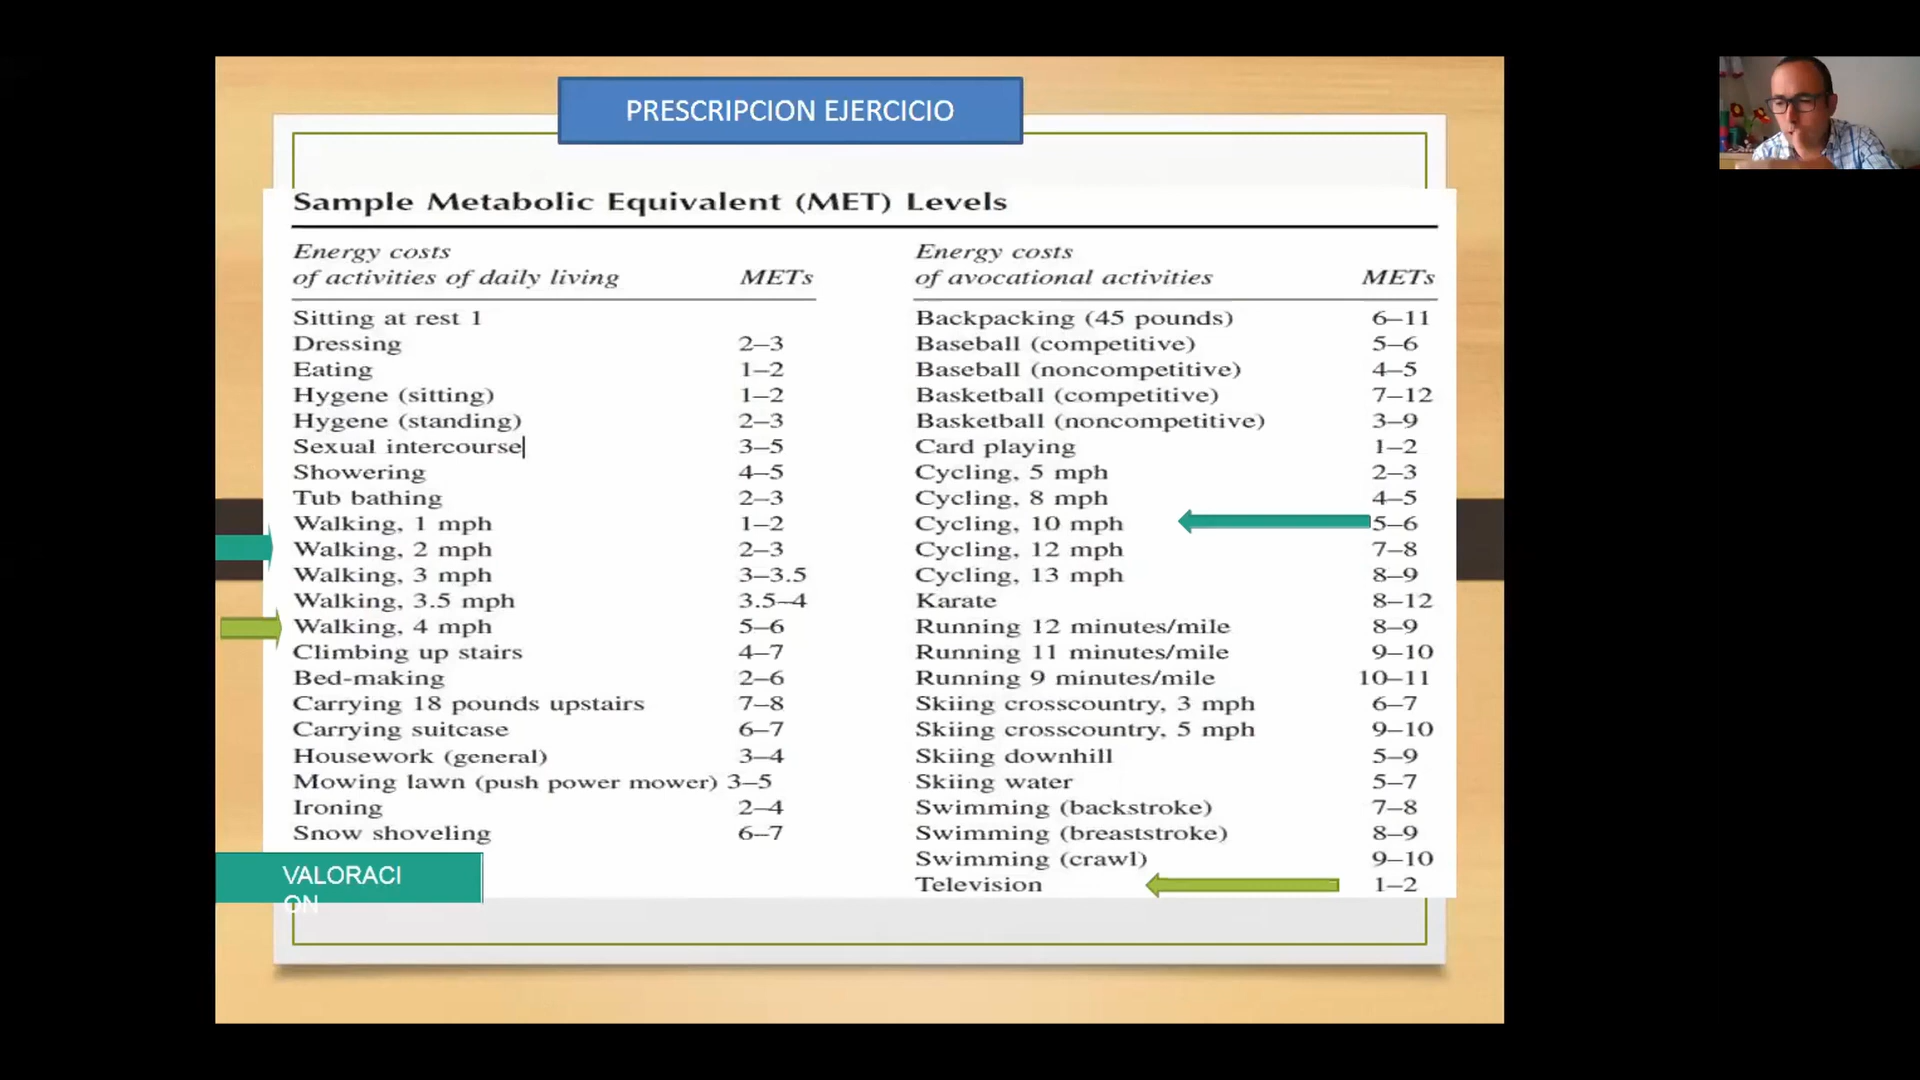 PRESCRIPCION EJERCICIO
Sample Metabolic Equivalent (MET) Levels
Energy costs
of activities of daily living METs
Sitting at rest 1
Dressing 2–3
Eating 1–2
Hygene (sitting) 1–2
Hygene (standing) 2–3
Sexual intercourse 3–5
Showering 4–5
Tub bathing 2–3
Walking, 1 mph 1–2
Walking, 2 mph 2–3
Walking, 3 mph 3–3.5
Walking, 3.5 mph 3.5–4
Walking, 4 mph 5–6
Climbing up stairs 4–7
Bed-making 2–6
Carrying 18 pounds upstairs 7–8
Carrying suitcase 6–7
Housework (general) 3–4
Mowing lawn (push power mower) 3–5
Ironing 2–4
Snow shoveling 6–7
Energy costs
of avocational activities METs
Backpacking (45 pounds) 6–11
Baseball (competitive) 5–6
Baseball (noncompetitive) 4–5
Basketball (competitive) 7–12
Basketball (noncompetitive) 3–9
Card playing 1–2
Cycling, 5 mph 2–3
Cycling, 8 mph 4–5
Cycling, 10 mph 5–6
Cycling, 12 mph 7–8
Cycling, 13 mph 8–9
Karate 8–12
Running 12 minutes/mile 8–9
Running 11 minutes/mile 9–10
Running 9 minutes/mile 10–11
Skiing crosscountry, 3 mph 6–7
Skiing crosscountry, 5 mph 9–10
Skiing downhill 5–9
Skiing water 5–7
Swimming (backstroke) 7–8
Swimming (breaststroke) 8–9
Swimming (crawl) 9–10
Television 1–2
VALORACI
ON